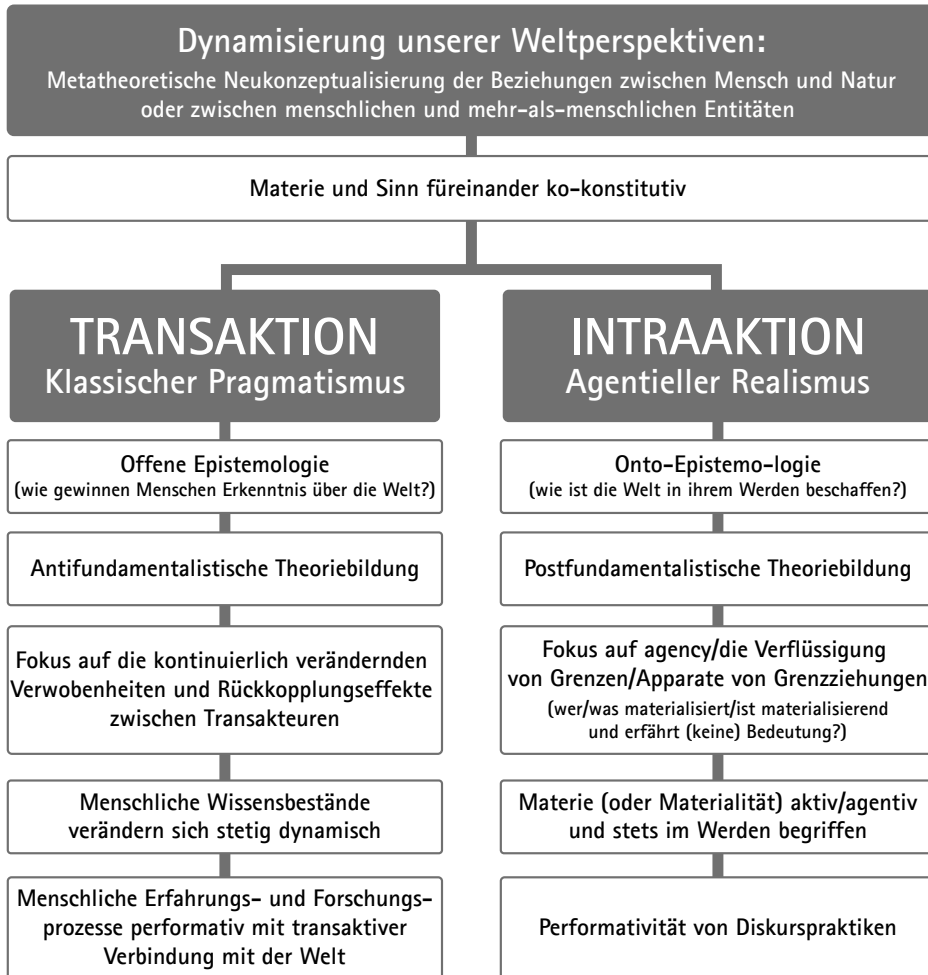 Dynamisierung unserer Weltperspektiven:
Metatheoretische Neukonzeptualisierung der Beziehungen zwischen Mensch und Natur
oder zwischen menschlichen und mehr-als-menschlichen Entitäten
Materie und Sinn füreinander ko-konstitutiv
TRANSAKTION
Klassischer Pragmatismus
Offene Epistemologie
(wie gewinnen Menschen Erkenntnis über die Welt?)
Antifundamentalistische Theoriebildung
Fokus auf die kontinuierlich verändernden
Verwobenheiten und Rückkopplungseffekte
zwischen Transakteuren
Menschliche Wissensbestände
verändern sich stetig dynamisch
Menschliche Erfahrungs- und Forschungs-
prozesse performativ mit transaktiver
Verbindung mit der Welt
INTRAAKTION
Agentieller Realismus
Onto-Epistemo-logie
(wie ist die Welt in ihrem Werden beschaffen?)
Postfundamentalistische Theoriebildung
Fokus auf agency/die Verflüssigung
von Grenzen/Apparate von Grenzziehungen
(wer/was materialisiert/ist materialisierend
und erfährt (keine) Bedeutung?)
Materie (oder Materialität) aktiv/agentiv
und stets im Werden begriffen
Performativität von Diskurspraktiken